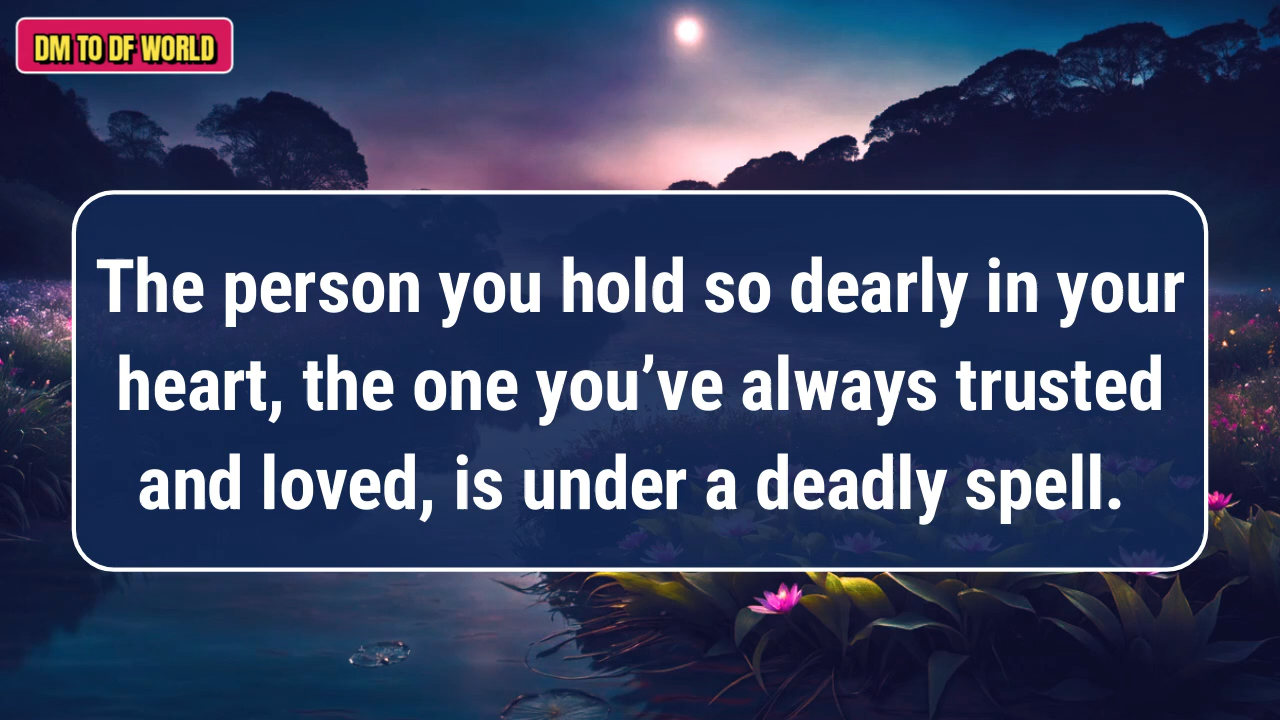 DM TO DF WORLD
The person you hold so dearly in your
heart, the one you’ve always trusted
and loved, is under a deadly spell.